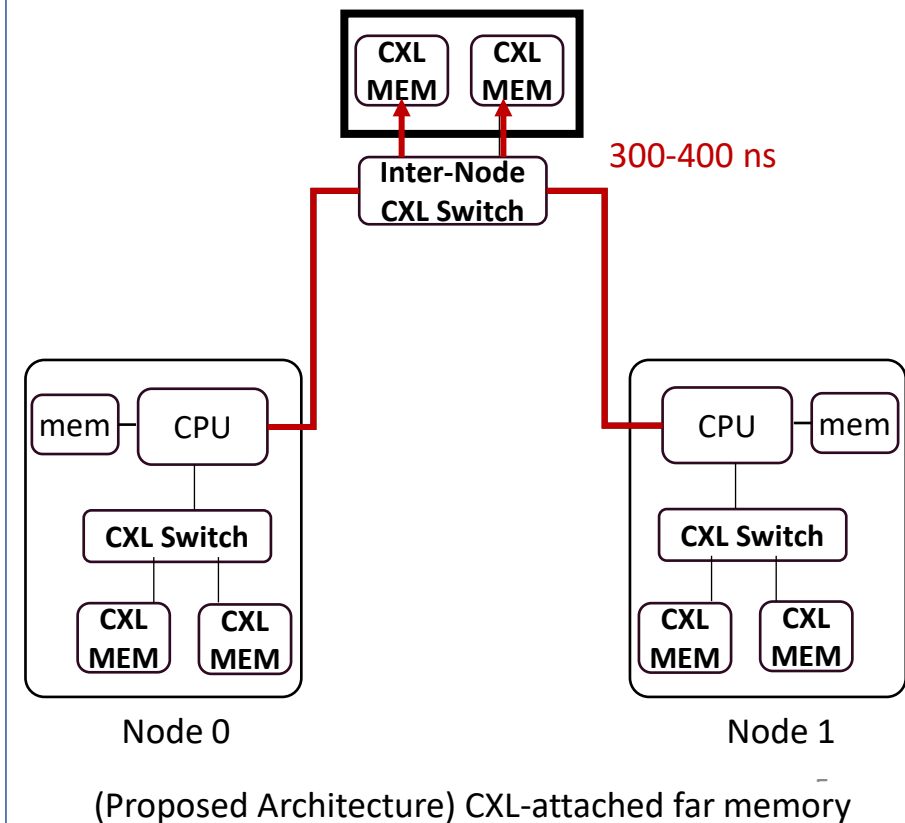 CXL
MEM
CXL
MEM
300-400 ns
Inter-Node
CXL Switch
mem
CPU
CXL Switch
CXL
MEM
CXL
MEM
Node 0
CPU
mem
CXL Switch
CXL
MEM
CXL
MEM
Node 1
(Proposed Architecture) CXL-attached far memory